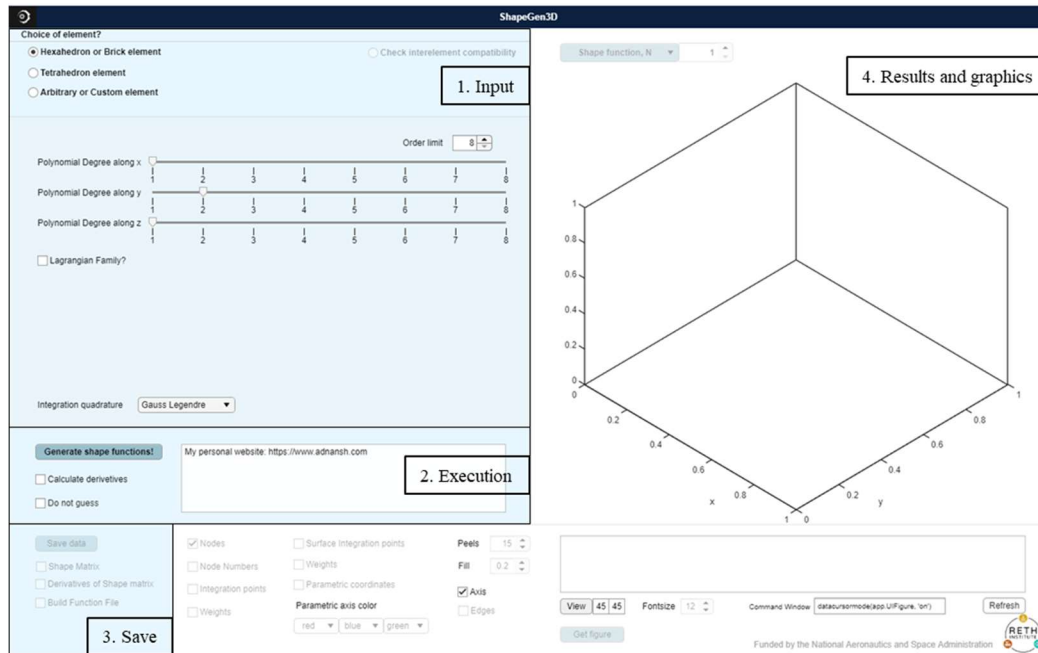 ShapeGen3D
Choice of element?
Hexahedron or Brick element
Check interelement compatibility
Tetrahedron element
Arbitrary or Custom element
1. Input
Order limit 8
Polynomial Degree along x
1 2 3 4 5 6 7 8
Polynomial Degree along y
1 2 3 4 5 6 7 8
Polynomial Degree along z
1 2 3 4 5 6 7 8
Lagrangian Family?
Integration quadrature Gauss Legendre
Generate shape functions!
Calculate derivetives
Do not guess
My personal website: https://www.adnansh.com
2. Execution
Save data
Shape Matrix
Derivatives of Shape matrix
Build Function File
3. Save
Nodes
Node Numbers
Integration points
Weights
Surface Integration points
Weights
Parametric coordinates
Parametric axis color
red blue green
Peels 15
Fill 0.2
Axis
Edges
Shape function, N 1
4. Results and graphics
1
0.8
0.6
0.4
0.2
0
0 0.2 0.4 0.6 0.8 1
x
0 0.2 0.4 0.6 0.8 1
y
View 45 45 Fontsize 12 Command Window datacursormode(app.UIFigure, 'on') Refresh
Get figure
Funded by the National Aeronautics and Space Administration
RETH
INSTITUTE